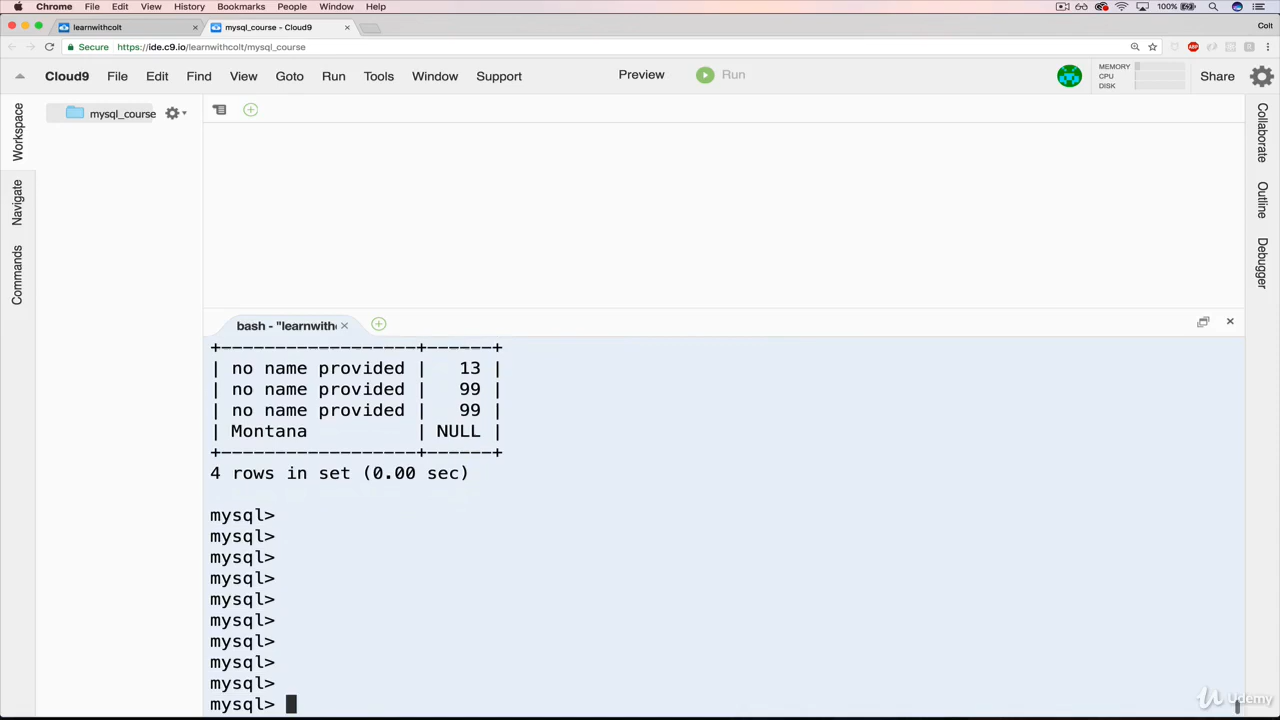 Chrome File Edit View History Bookmarks People Window Help 100% Colt
learnwithcolt mysql_course - Cloud9
Secure https://ide.c9.io/learnwithcolt/mysql_course
Cloud9 File Edit Find View Goto Run Tools Window Support Preview Run MEMORY CPU DISK Share
Workspace
Navigate
Commands
mysql_course
Collaborate
Outline
Debugger
bash - "learnwith
+-----------------+------+
| no name provided |   13 |
| no name provided |   99 |
| no name provided |   99 |
| Montana          | NULL |
+-----------------+------+
4 rows in set (0.00 sec)
mysql>
mysql>
mysql>
mysql>
mysql>
mysql>
mysql>
mysql>
mysql>
mysql>
Udemy